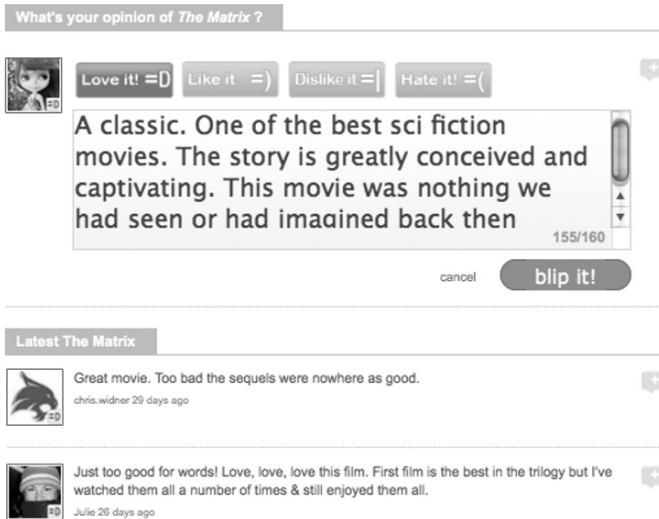 What's your opinion of The Matrix ?
Love it! =D Like it =) Dislike it =| Hate it! =(
=D
A classic. One of the best sci fiction
movies. The story is greatly conceived and
captivating. This movie was nothing we
had seen or had imagined back then
155/160
cancel blip it!
Latest The Matrix
Great movie. Too bad the sequels were nowhere as good.
chris.widner 29 days ago
=D
Just too good for words! Love, love, love this film. First film is the best in the trilogy but I've
watched them all a number of times & still enjoyed them all.
Julie 26 days ago
=D